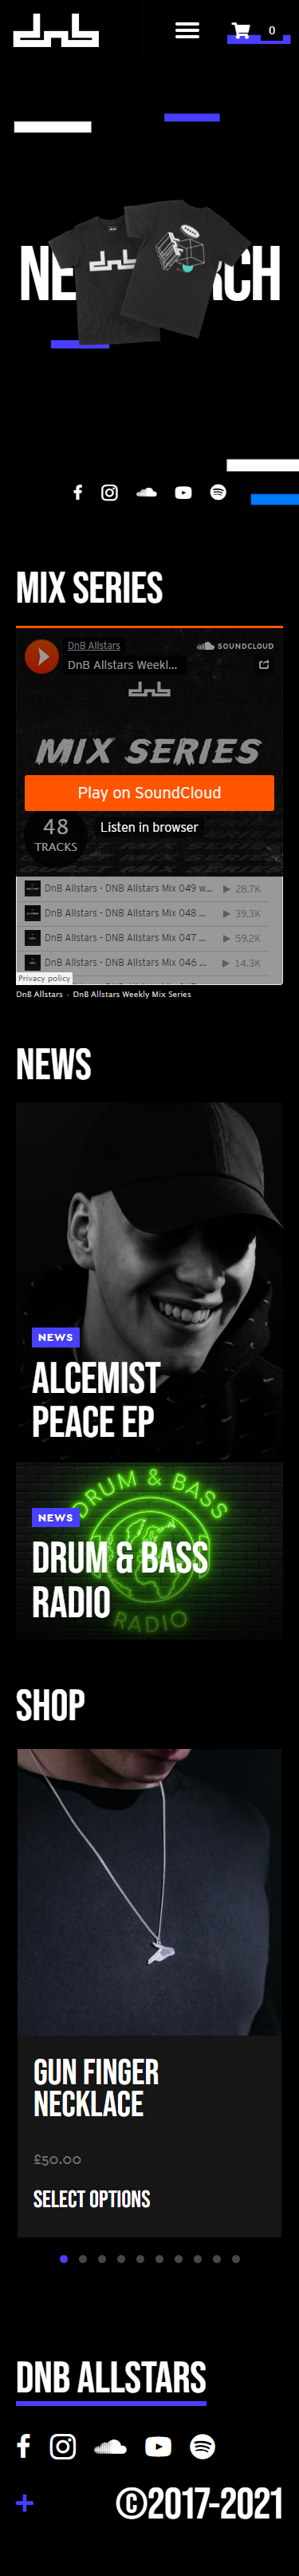 dnb
0
NE RCH
dnb
MIX SERIES
DnB Allstars
SOUNDCLOUD
DnB Allstars Weekl...
dnb
MIX SERIES
Play on SoundCloud
48
TRACKS
Listen in browser
DnB Allstars - DNB Allstars Mix 049 w... 28.7K
DnB Allstars - DNB Allstars Mix 048 ... 39.3K
DnB Allstars - DNB Allstars Mix 047 ... 59.2K
DnB Allstars - DNB Allstars Mix 046 ... 14.3K
Privacy policy
DnB Allstars · DnB Allstars Weekly Mix Series
NEWS
NEWS
ALCEMIST
PEACE EP
DRUM & BASS
NEWS
DRUM & BASS
RADIO
RADIO
SHOP
GUN FINGER
NECKLACE
£50.00
SELECT OPTIONS
DNB ALLSTARS
+
©2017-2021